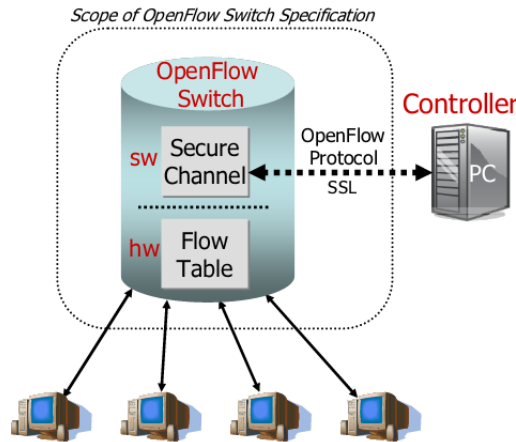 Scope of OpenFlow Switch Specification
OpenFlow
Switch
Controller
sw
Secure
Channel
OpenFlow
Protocol
SSL
PC
hw
Flow
Table